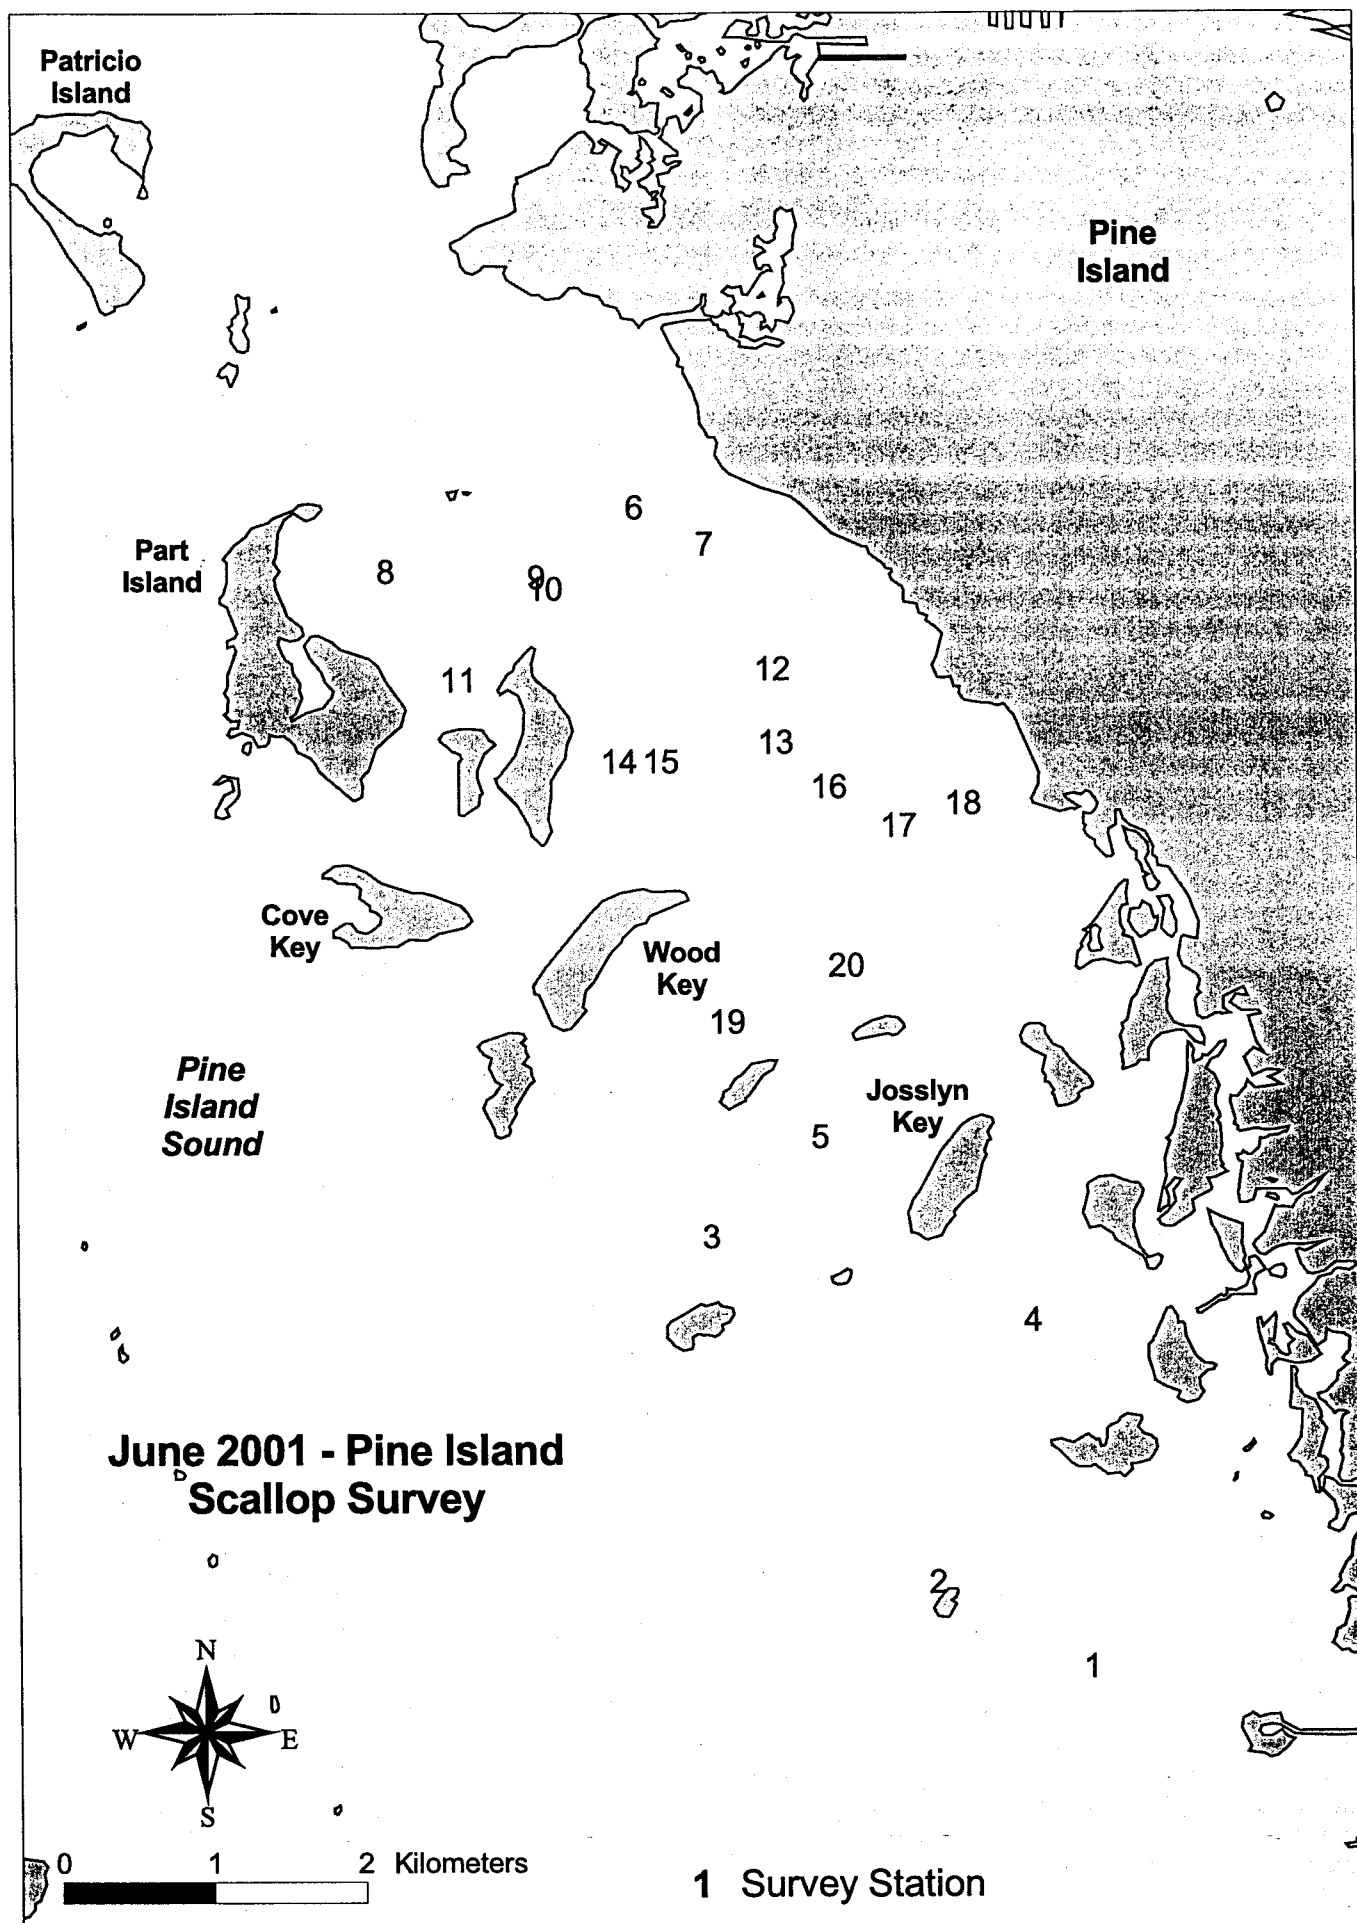 Patricio
Island
Pine
Island
6
7
Part
Island
8
9
10
12
11
13
14 15
16
18
17
Cove
Key
Wood
Key
20
19
Pine
Island
Sound
Josslyn
Key
5
3
4
June 2001 - Pine Island
Scallop Survey
2
1
N
W E
S
0 1 2 Kilometers
1 Survey Station